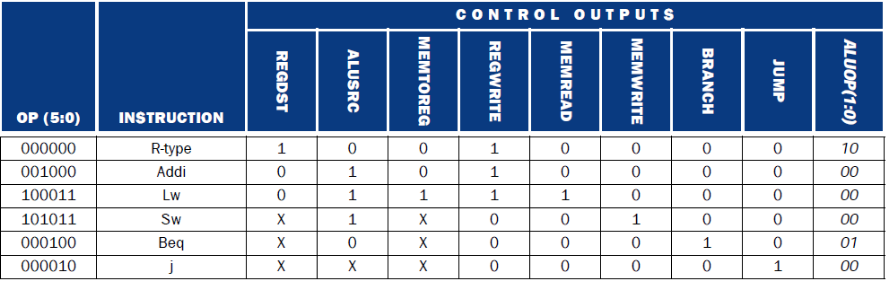 CONTROL OUTPUTS
OP (5:0) INSTRUCTION REGDST ALUSRC MEMTOREG REGWRITE MEMREAD MEMWRITE BRANCH JUMP ALUOP(1:0)
000000 R-type 1 0 0 1 0 0 0 0 10
001000 Addi 0 1 0 1 0 0 0 0 00
100011 Lw 0 1 1 1 1 0 0 0 00
101011 Sw X 1 X 0 0 1 0 0 00
000100 Beq X 0 X 0 0 0 1 0 01
000010 j X X X 0 0 0 0 1 00